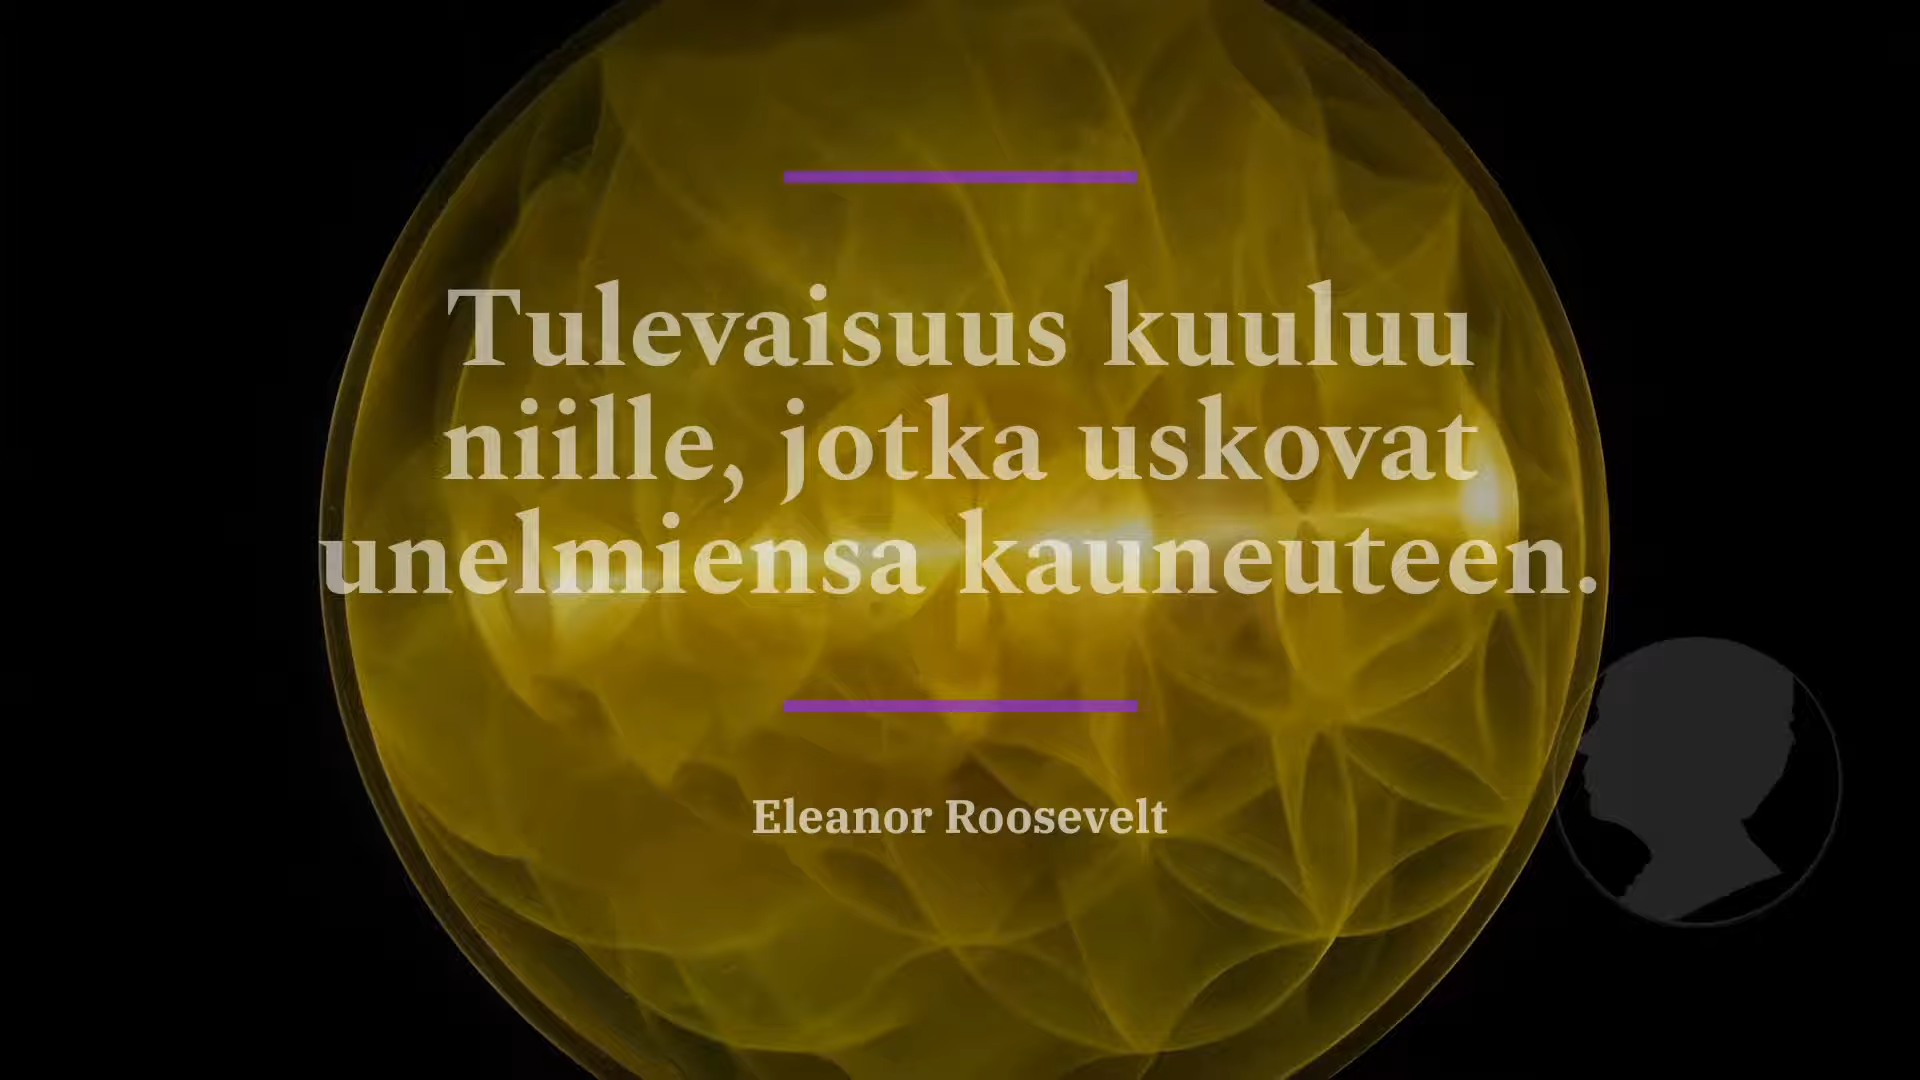 Tulevaisuus kuuluu
niille, jotka uskovat
unelmiensa kauneuteen.
Eleanor Roosevelt